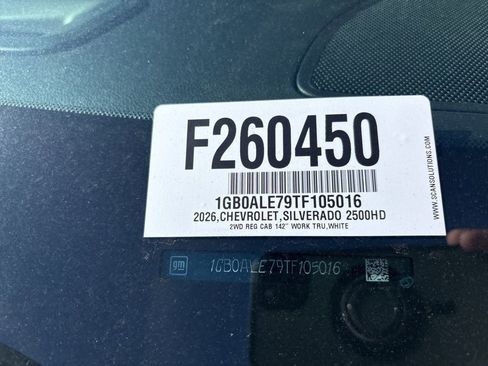 F260450
1GB0ALE79TF105016
2026,CHEVROLET,SILVERADO 2500HD
2WD REG CAB 142" WORK TRU,WHITE
WWW.SCANSOLUTIONS.COM
gm 1GB0ALE79TF105016